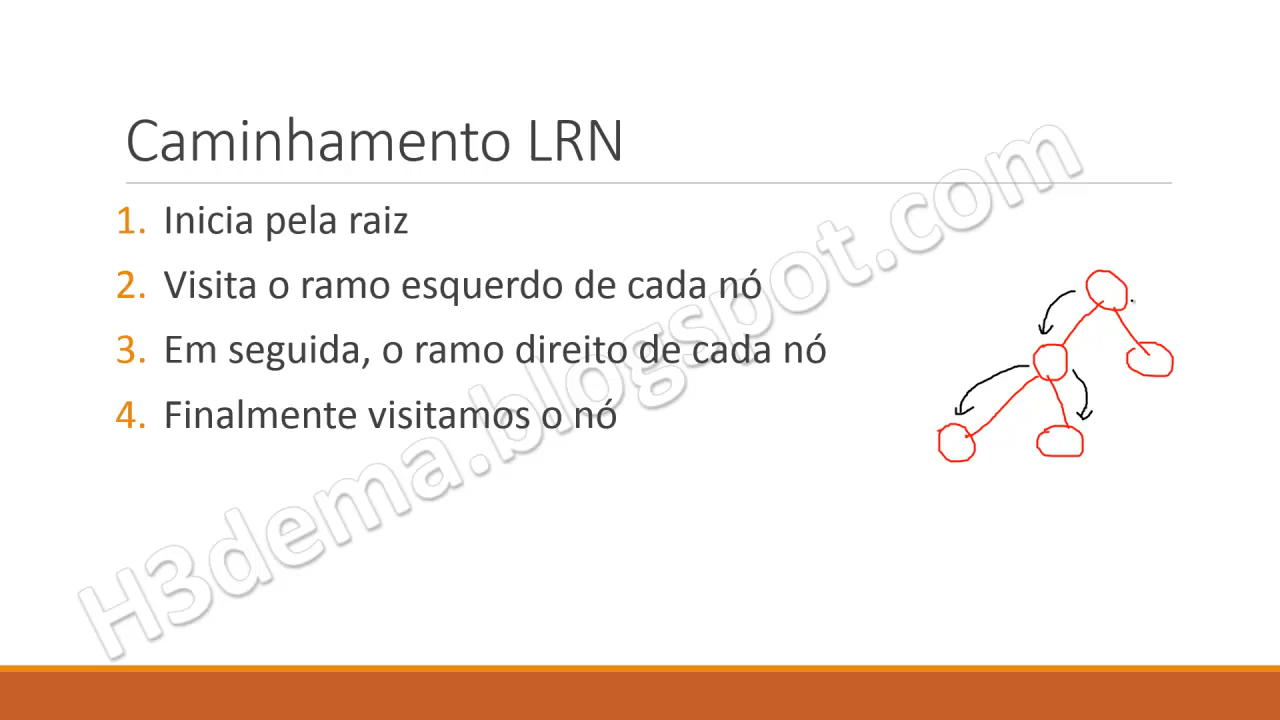 Caminhamento LRN
1. Inicia pela raiz
2. Visita o ramo esquerdo de cada nó
3. Em seguida, o ramo direito de cada nó
4. Finalmente visitamos o nó
H3dema.blogspot.com